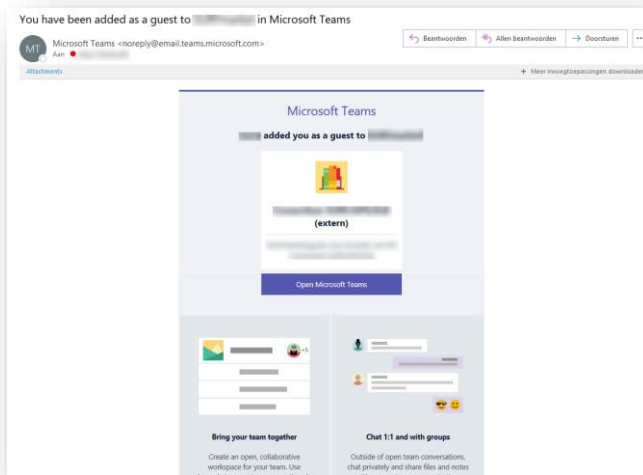 You have been added as a guest to in Microsoft Teams
MT
Microsoft Teams <noreply@email.teams.microsoft.com>
Aan
Beantwoorden
Allen beantwoorden
Doorsturen
Attachments
+ Meer invoegtoepassingen downloaden
Microsoft Teams
added you as a guest to
(extern)
Open Microsoft Teams
+5
Bring your team together
Chat 1:1 and with groups
Create an open, collaborative
workspace for your team. Use
Outside of open team conversations,
chat privately and share files and notes